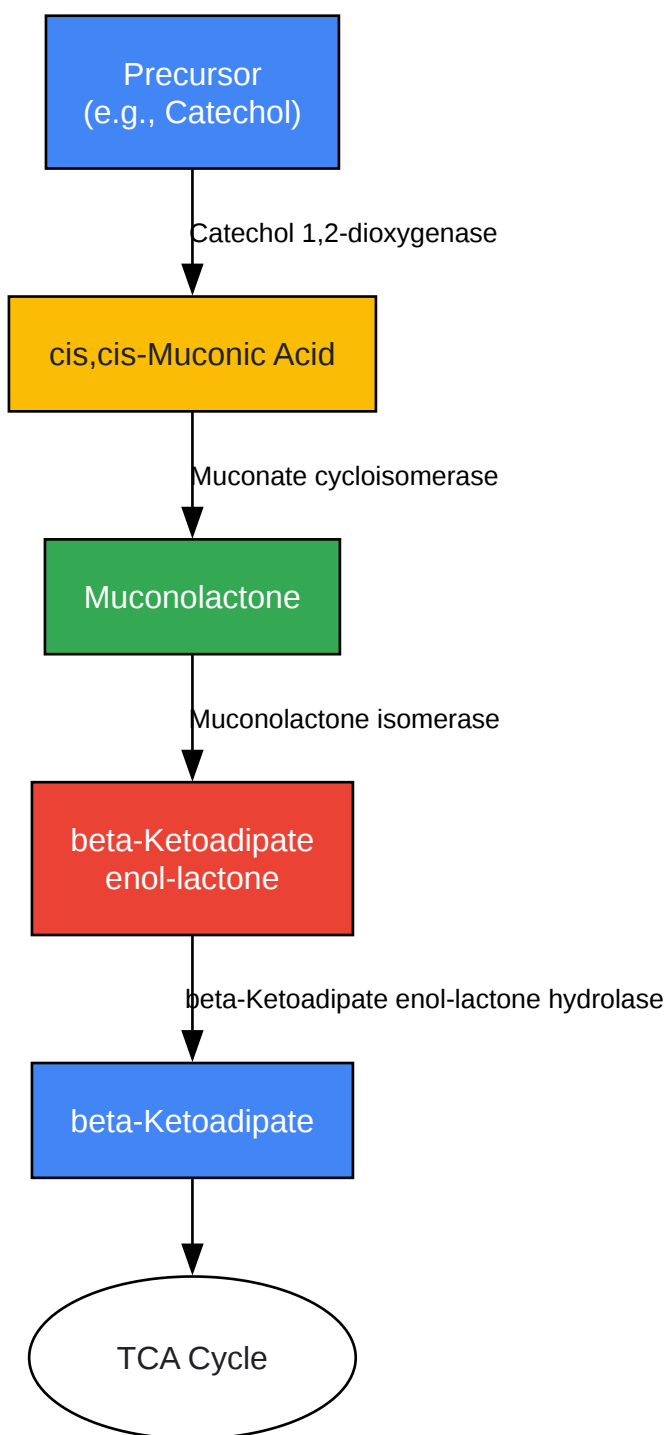 Precursor
(e.g., Catechol)
Catechol 1,2-dioxygenase
cis,cis-Muconic Acid
Muconate cycloisomerase
Muconolactone
Muconolactone isomerase
beta-Ketoadipate
enol-lactone
beta-Ketoadipate enol-lactone hydrolase
beta-Ketoadipate
TCA Cycle